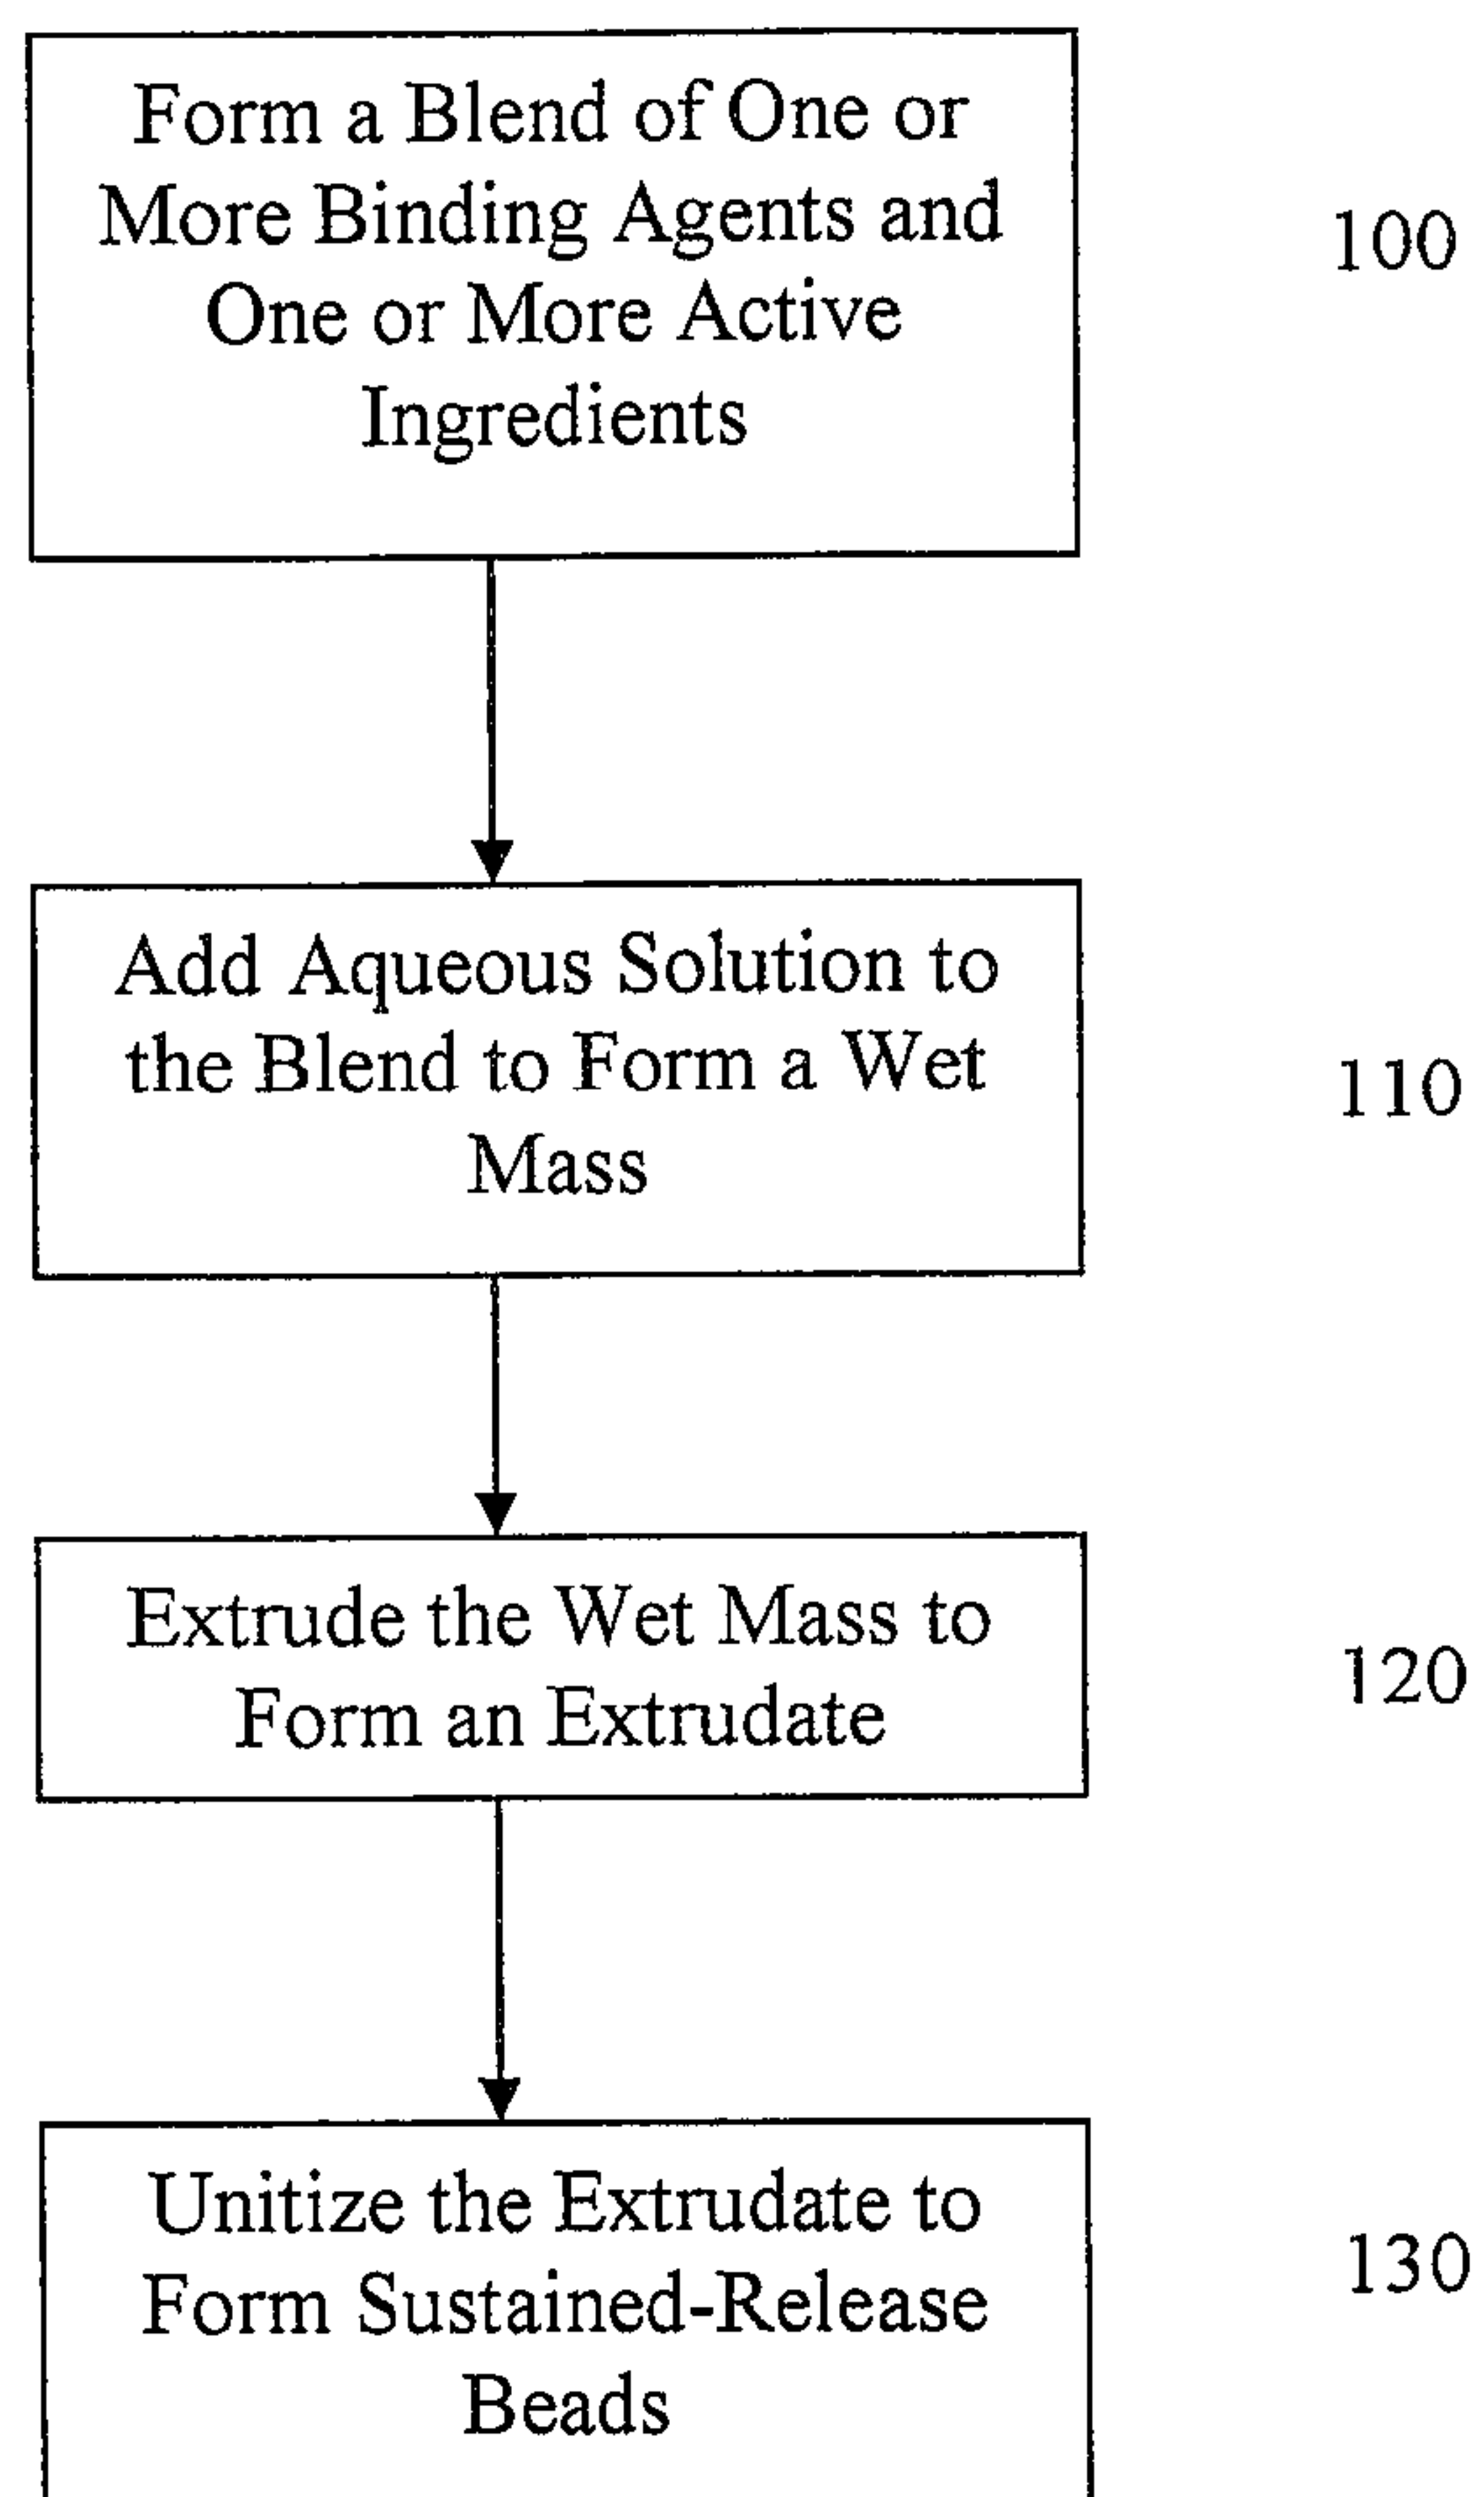 Form a Blend of One or
More Binding Agents and
One or More Active
Ingredients
100
Add Aqueous Solution to
the Blend to Form a Wet
Mass
110
Extrude the Wet Mass to
Form an Extrudate
120
Unitize the Extrudate to
Form Sustained-Release
Beads
130